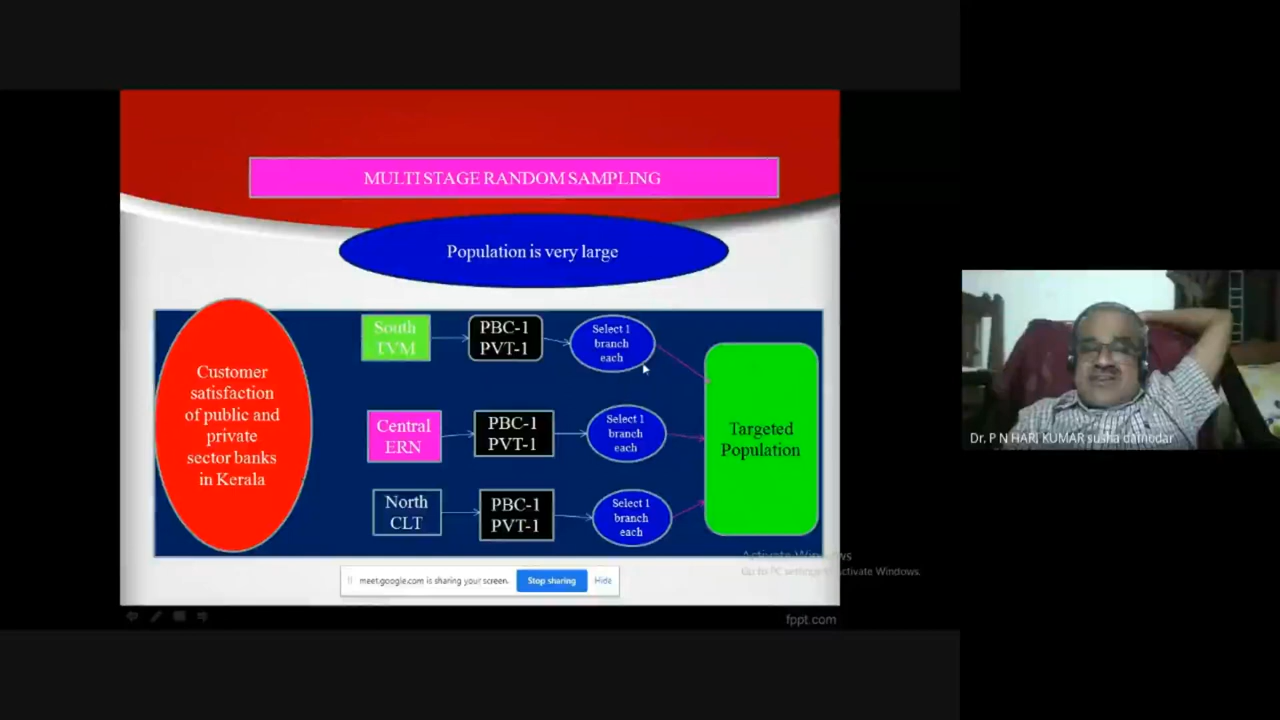 MULTI STAGE RANDOM SAMPLING
Population is very large
Customer
satisfaction
of public and
private
sector banks
in Kerala
South
TVM
PBC-1
PVT-1
Select 1
branch
each
Central
ERN
PBC-1
PVT-1
Select 1
branch
each
North
CLT
PBC-1
PVT-1
Select 1
branch
each
Targeted
Population
Activate Windows
Go to PC settings to activate Windows.
meet.google.com is sharing your screen.
Stop sharing
Hide
fppt.com
Dr. P N HARI KUMAR susha damodar